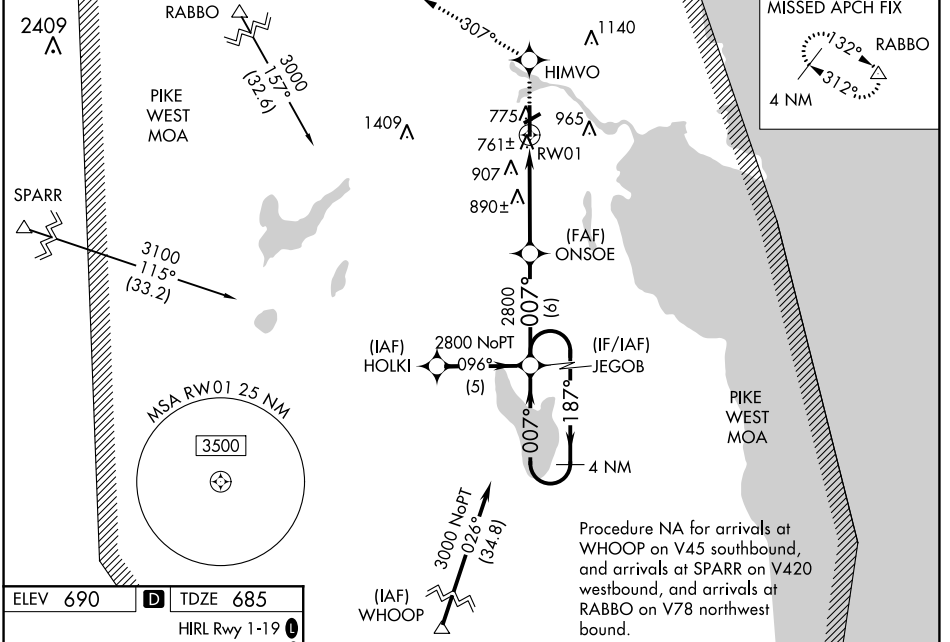 2409
RABBO
3000
157°
(32.6)
PIKE
WEST
MOA
307°
1140
HIMVO
MISSED APCH FIX
132°
RABBO
312°
4 NM
1409
775
965
761±
RW01
907
890±
SPARR
3100
115°
(33.2)
(FAF)
ONSOE
2800
007°
(6)
(IAF)
HOLKI
2800 NoPT
096°
(5)
(IF/IAF)
JEGOB
007°
187°
4 NM
MSA RW01 25 NM
3500
PIKE
WEST
MOA
3000 NoPT
026°
(34.8)
(IAF)
WHOOP
Procedure NA for arrivals at
WHOOP on V45 southbound,
and arrivals at SPARR on V420
westbound, and arrivals at
RABBO on V78 northwest
bound.
ELEV 690 D TDZE 685
HIRL Rwy 1-19 L